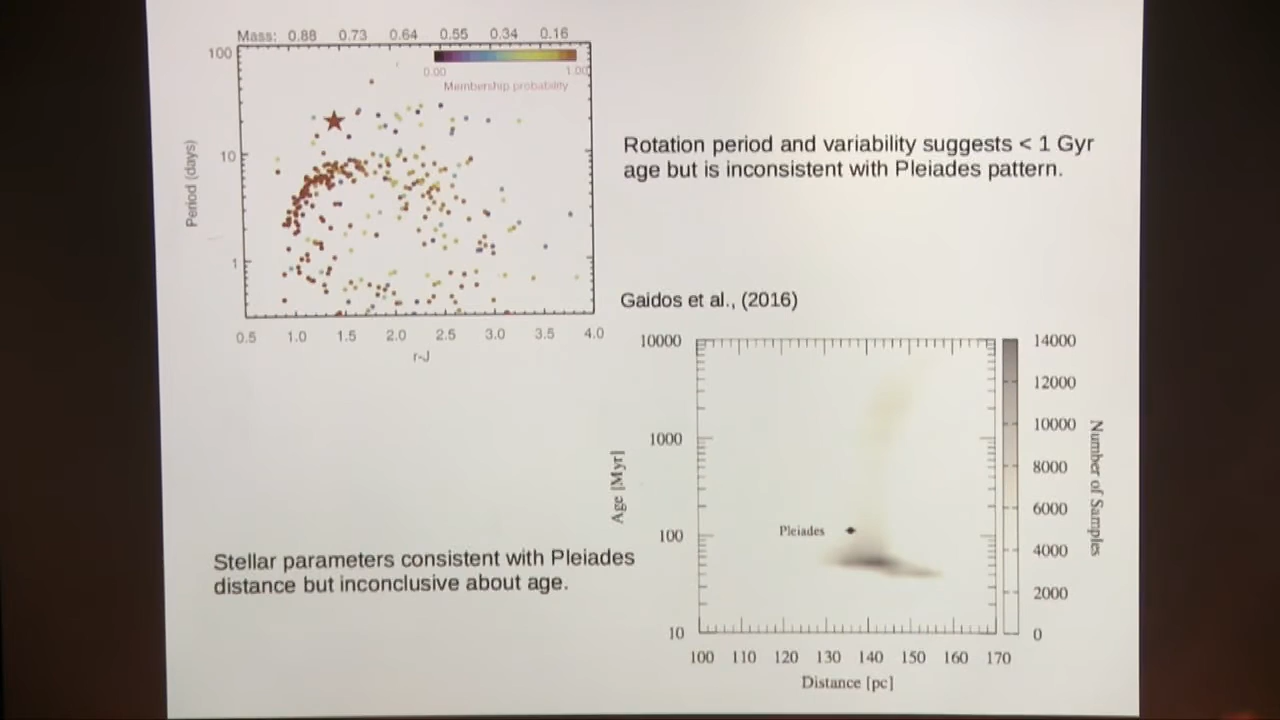 Mass: 0.88 0.73 0.64 0.55 0.34 0.16
100
10
1
Period (days)
0.00 1.00
Membership probability
0.5 1.0 1.5 2.0 2.5 3.0 3.5 4.0
r-J
Rotation period and variability suggests < 1 Gyr
age but is inconsistent with Pleiades pattern.
Gaidos et al., (2016)
Stellar parameters consistent with Pleiades
distance but inconclusive about age.
10000
1000
100
10
Age [Myr]
Pleiades
100 110 120 130 140 150 160 170
Distance [pc]
14000
12000
10000
8000
6000
4000
2000
0
Number of Samples